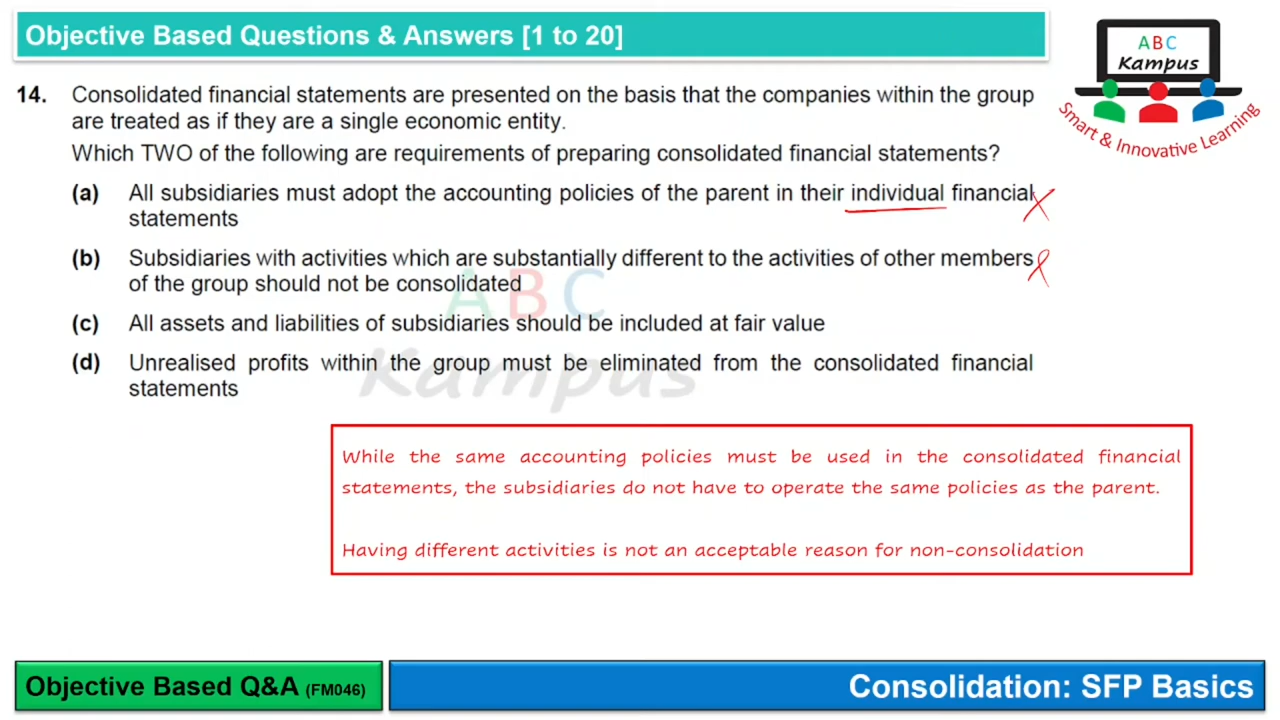 Objective Based Questions & Answers [1 to 20]
ABC
Kampus
Smart & Innovative Learning
14. Consolidated financial statements are presented on the basis that the companies within the group
are treated as if they are a single economic entity.
Which TWO of the following are requirements of preparing consolidated financial statements?
(a) All subsidiaries must adopt the accounting policies of the parent in their individual financial
statements
(b) Subsidiaries with activities which are substantially different to the activities of other members
of the group should not be consolidated
(c) All assets and liabilities of subsidiaries should be included at fair value
(d) Unrealised profits within the group must be eliminated from the consolidated financial
statements
ABC
Kampus
While the same accounting policies must be used in the consolidated financial
statements, the subsidiaries do not have to operate the same policies as the parent.
Having different activities is not an acceptable reason for non-consolidation
Objective Based Q&A (FM046)
Consolidation: SFP Basics